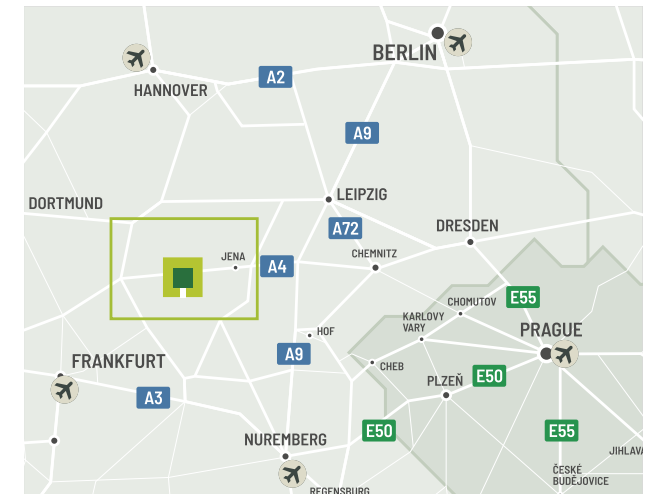 BERLIN
A2
HANNOVER
A9
LEIPZIG
DORTMUND
A72
DRESDEN
CHEMNITZ
JENA
A4
E55
CHOMUTOV
KARLOVY
VARY
PRAGUE
HOF
A9
CHEB
FRANKFURT
E50
PLZEŇ
A3
E50
E55
NUREMBERG
JIHLAVA
ČESKÉ
BUDĚJOVICE
REGENSBURG